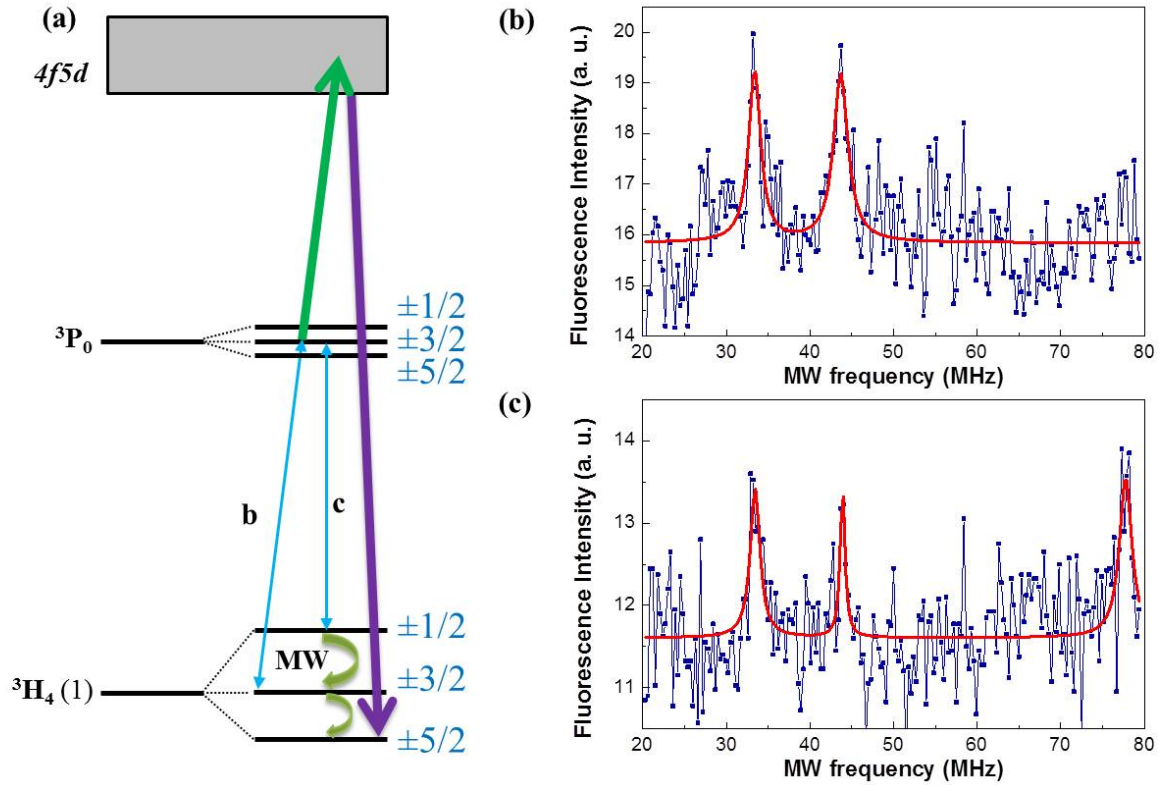 (a)
4f5d
³P₀
±1/2
±3/2
±5/2
b
c
³H₄ (1)
MW
±1/2
±3/2
±5/2
(b)
Fluorescence Intensity (a. u.)
20
19
18
17
16
15
14
20 30 40 50 60 70 80
MW frequency (MHz)
(c)
Fluorescence Intensity (a. u.)
14
13
12
11
20 30 40 50 60 70 80
MW frequency (MHz)